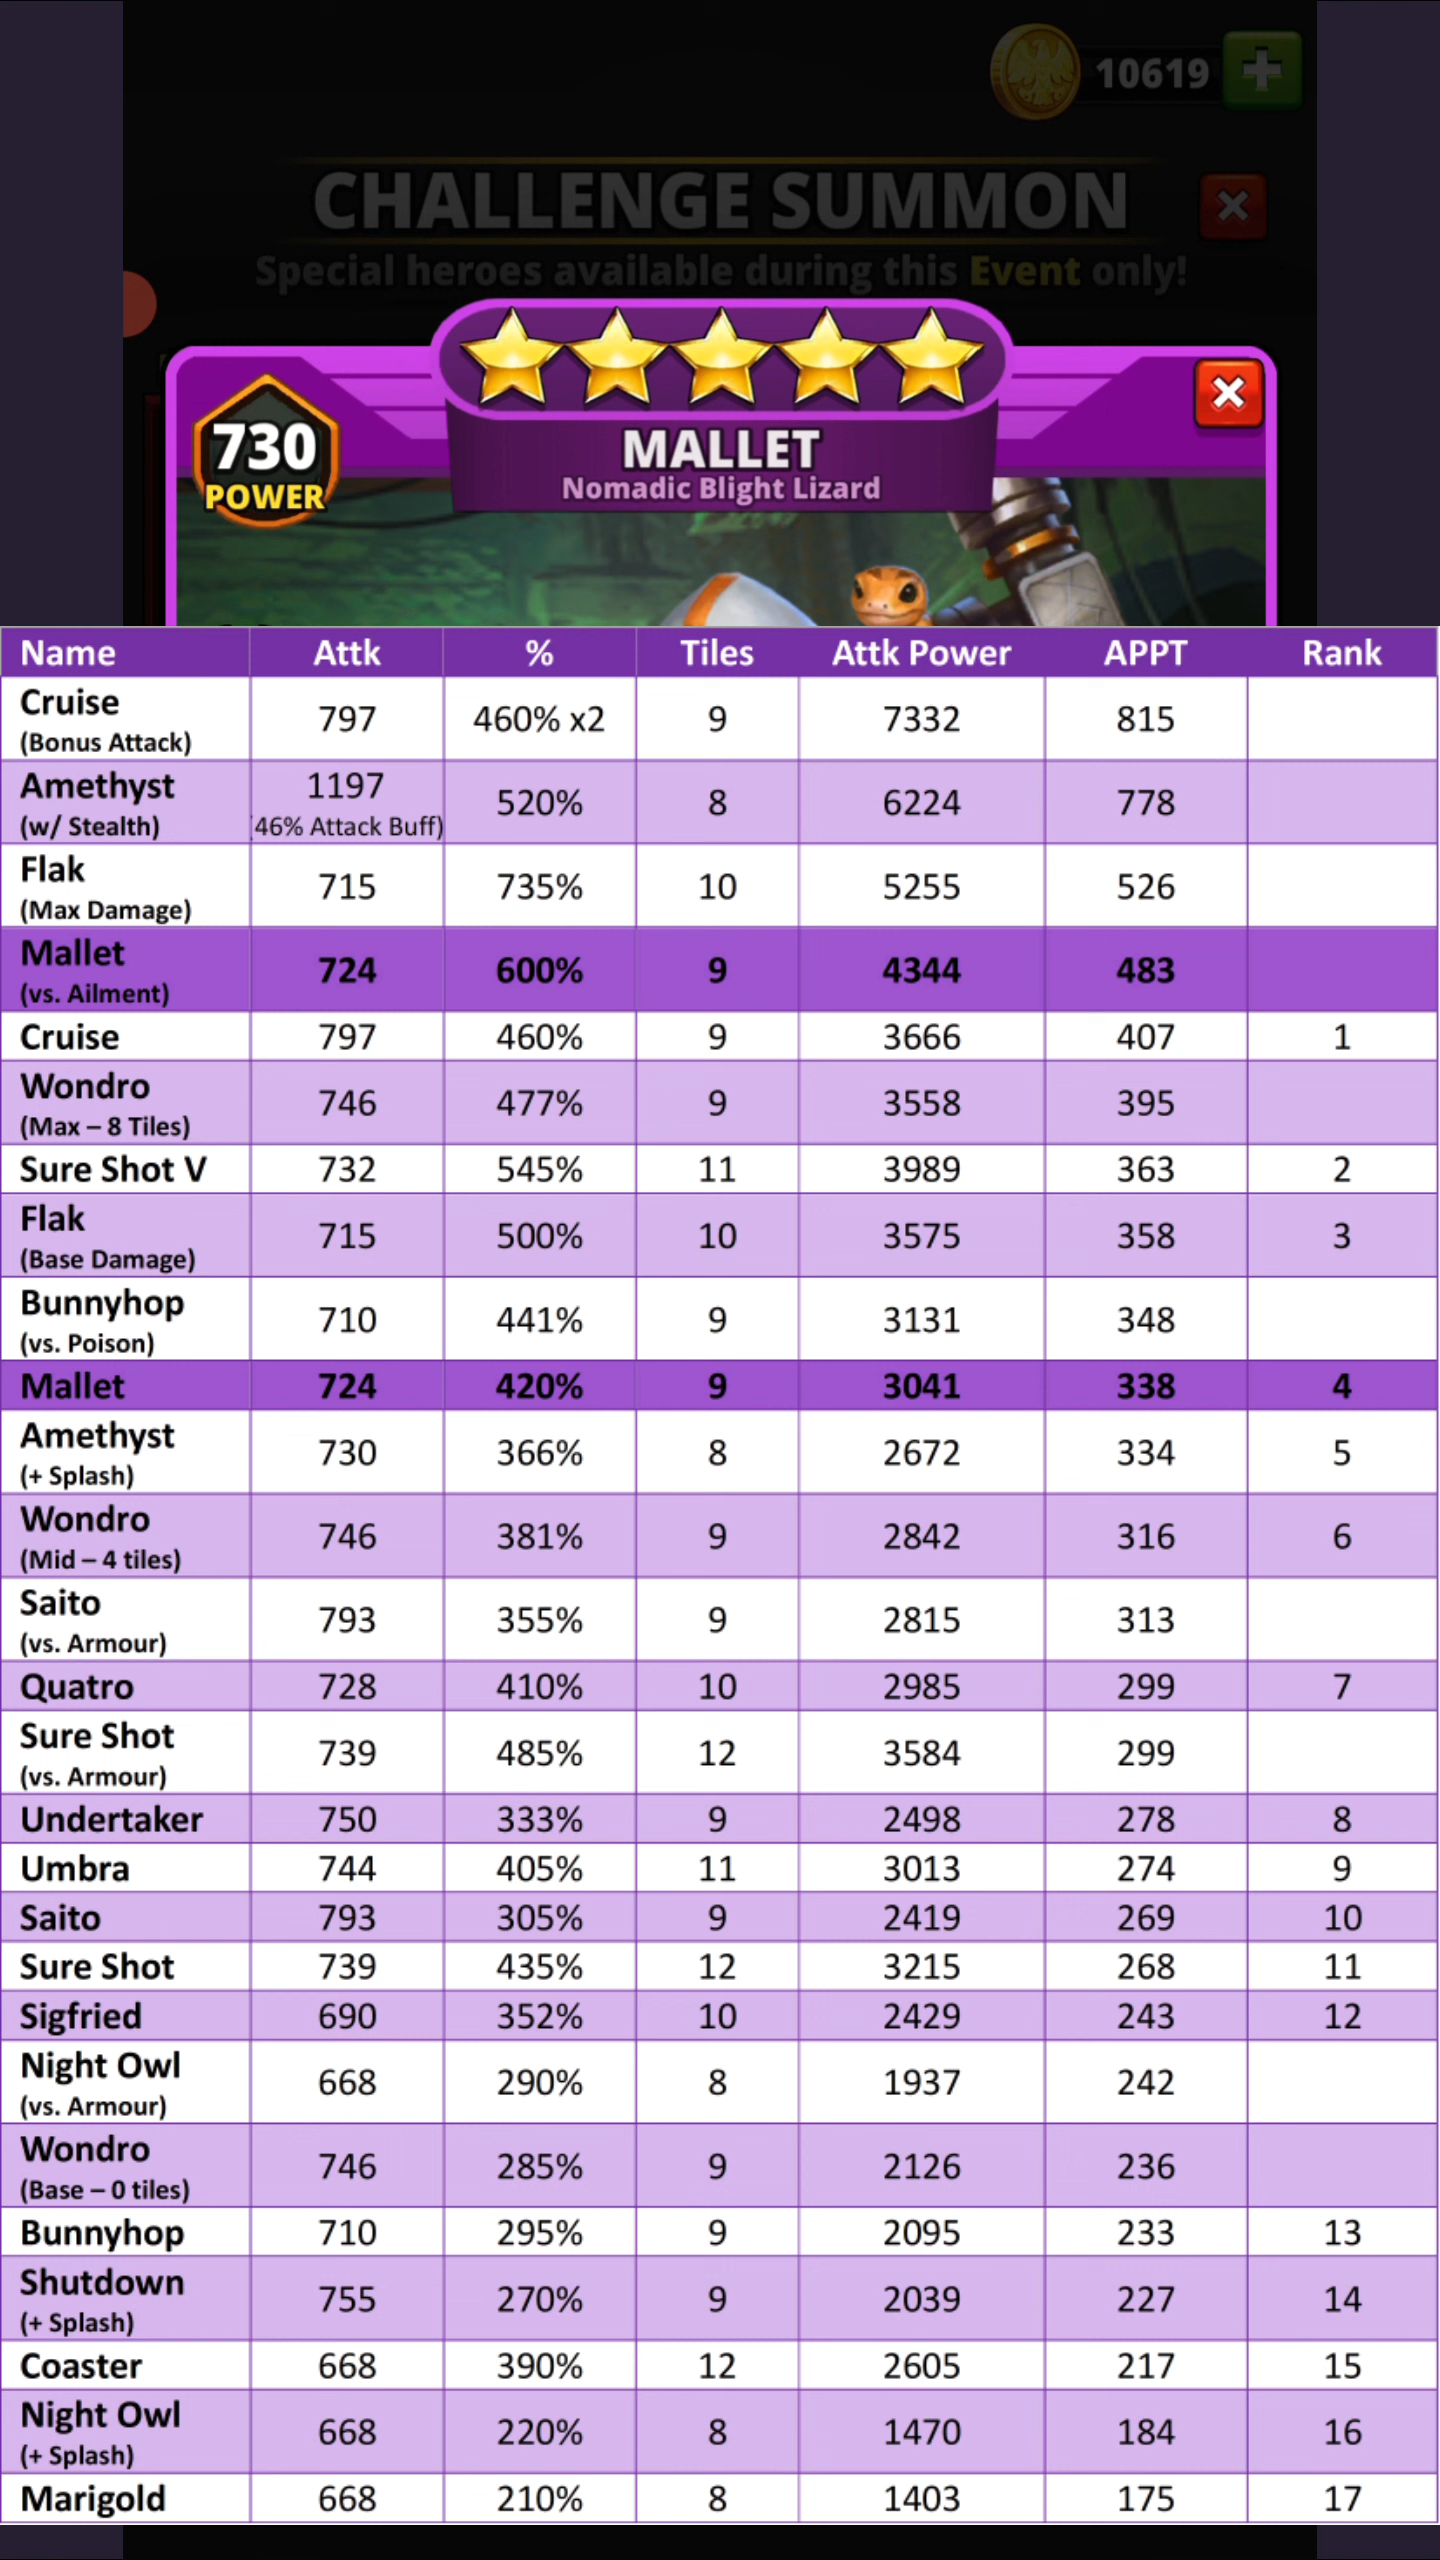 10619
CHALLENGE SUMMON
Special heroes available during this Event only!
730
POWER
MALLET
Nomadic Blight Lizard
Name Attk % Tiles Attk Power APPT Rank
Cruise
(Bonus Attack) 797 460% x2 9 7332 815
Amethyst
(w/ Stealth) 1197
(46% Attack Buff) 520% 8 6224 778
Flak
(Max Damage) 715 735% 10 5255 526
Mallet
(vs. Ailment) 724 600% 9 4344 483
Cruise 797 460% 9 3666 407 1
Wondro
(Max – 8 Tiles) 746 477% 9 3558 395
Sure Shot V 732 545% 11 3989 363 2
Flak
(Base Damage) 715 500% 10 3575 358 3
Bunnyhop
(vs. Poison) 710 441% 9 3131 348
Mallet 724 420% 9 3041 338 4
Amethyst
(+ Splash) 730 366% 8 2672 334 5
Wondro
(Mid – 4 tiles) 746 381% 9 2842 316 6
Saito
(vs. Armour) 793 355% 9 2815 313
Quatro 728 410% 10 2985 299 7
Sure Shot
(vs. Armour) 739 485% 12 3584 299
Undertaker 750 333% 9 2498 278 8
Umbra 744 405% 11 3013 274 9
Saito 793 305% 9 2419 269 10
Sure Shot 739 435% 12 3215 268 11
Sigfried 690 352% 10 2429 243 12
Night Owl
(vs. Armour) 668 290% 8 1937 242
Wondro
(Base – 0 tiles) 746 285% 9 2126 236
Bunnyhop 710 295% 9 2095 233 13
Shutdown
(+ Splash) 755 270% 9 2039 227 14
Coaster 668 390% 12 2605 217 15
Night Owl
(+ Splash) 668 220% 8 1470 184 16
Marigold 668 210% 8 1403 175 17